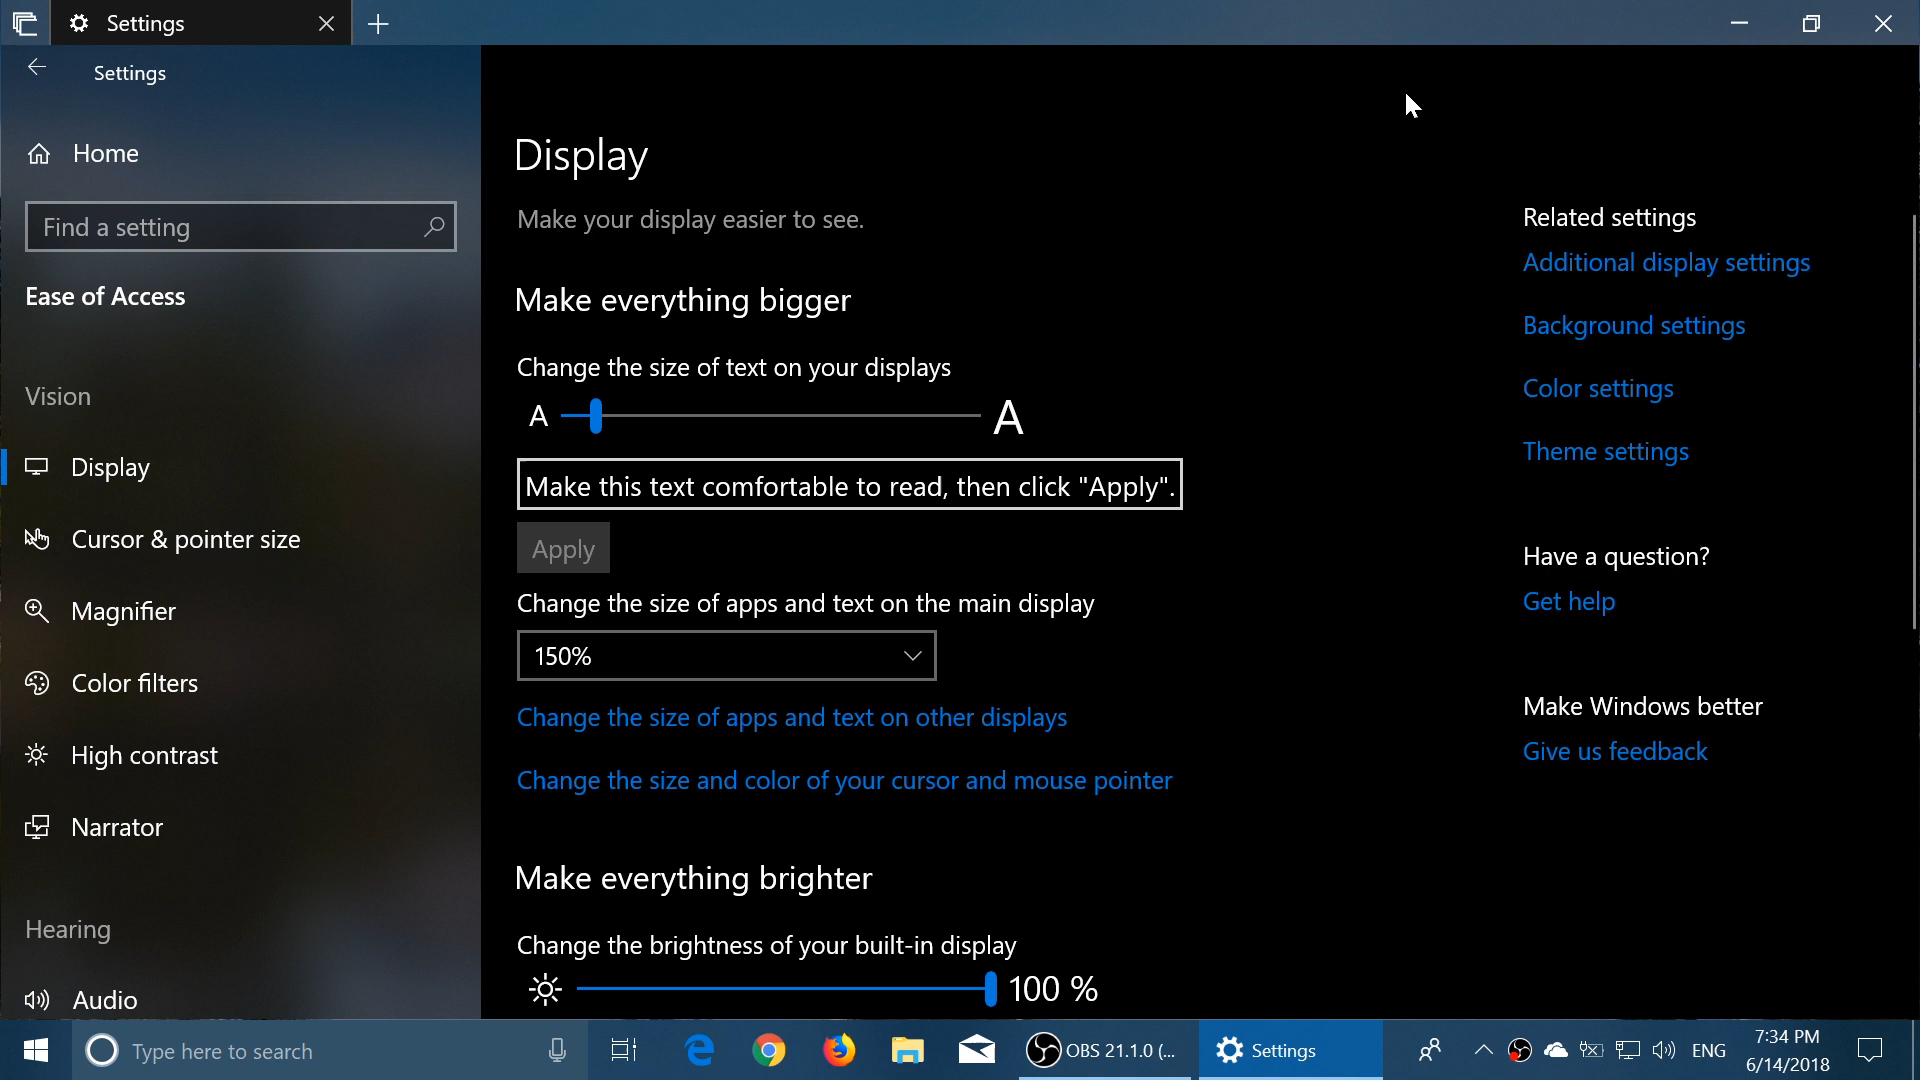 Settings
Settings
Home
Find a setting
Ease of Access
Vision
Display
Cursor & pointer size
Magnifier
Color filters
High contrast
Narrator
Hearing
Audio
Display
Make your display easier to see.
Make everything bigger
Change the size of text on your displays
A A
Make this text comfortable to read, then click "Apply".
Apply
Change the size of apps and text on the main display
150%
Change the size of apps and text on other displays
Change the size and color of your cursor and mouse pointer
Make everything brighter
Change the brightness of your built-in display
100 %
Related settings
Additional display settings
Background settings
Color settings
Theme settings
Have a question?
Get help
Make Windows better
Give us feedback
Type here to search
OBS 21.1.0 (...
Settings
ENG
7:34 PM
6/14/2018